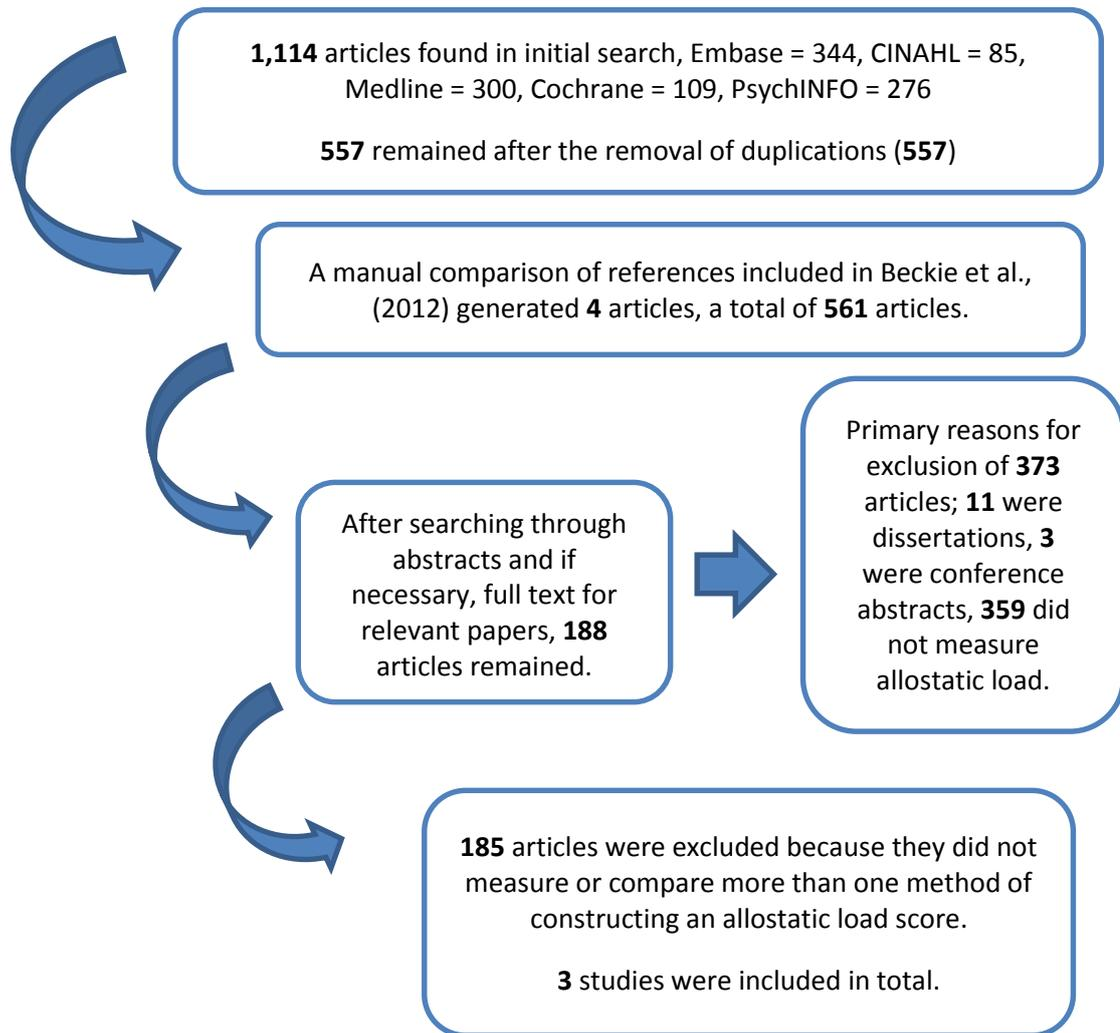 1,114 articles found in initial search, Embase = 344, CINAHL = 85,
Medline = 300, Cochrane = 109, PsychINFO = 276
557 remained after the removal of duplications (557)
A manual comparison of references included in Beckie et al.,
(2012) generated 4 articles, a total of 561 articles.
After searching through
abstracts and if
necessary, full text for
relevant papers, 188
articles remained.
Primary reasons for
exclusion of 373
articles; 11 were
dissertations, 3
were conference
abstracts, 359 did
not measure
allostatic load.
185 articles were excluded because they did not
measure or compare more than one method of
constructing an allostatic load score.
3 studies were included in total.